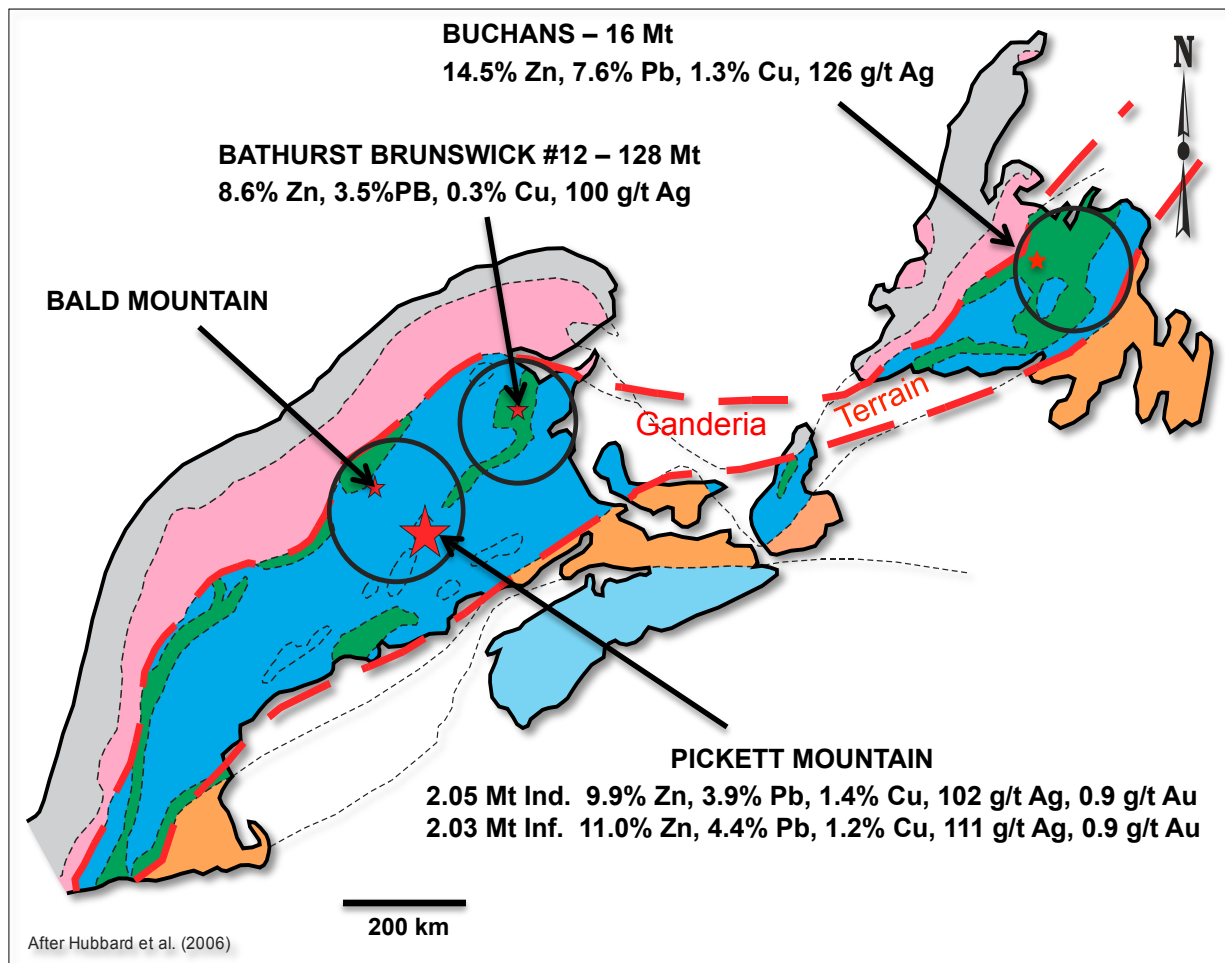 BUCHANS – 16 Mt
14.5% Zn, 7.6% Pb, 1.3% Cu, 126 g/t Ag
N
BATHURST BRUNSWICK #12 – 128 Mt
8.6% Zn, 3.5%PB, 0.3% Cu, 100 g/t Ag
BALD MOUNTAIN
Ganderia
Terrain
PICKETT MOUNTAIN
2.05 Mt Ind. 9.9% Zn, 3.9% Pb, 1.4% Cu, 102 g/t Ag, 0.9 g/t Au
2.03 Mt Inf. 11.0% Zn, 4.4% Pb, 1.2% Cu, 111 g/t Ag, 0.9 g/t Au
200 km
After Hubbard et al. (2006)